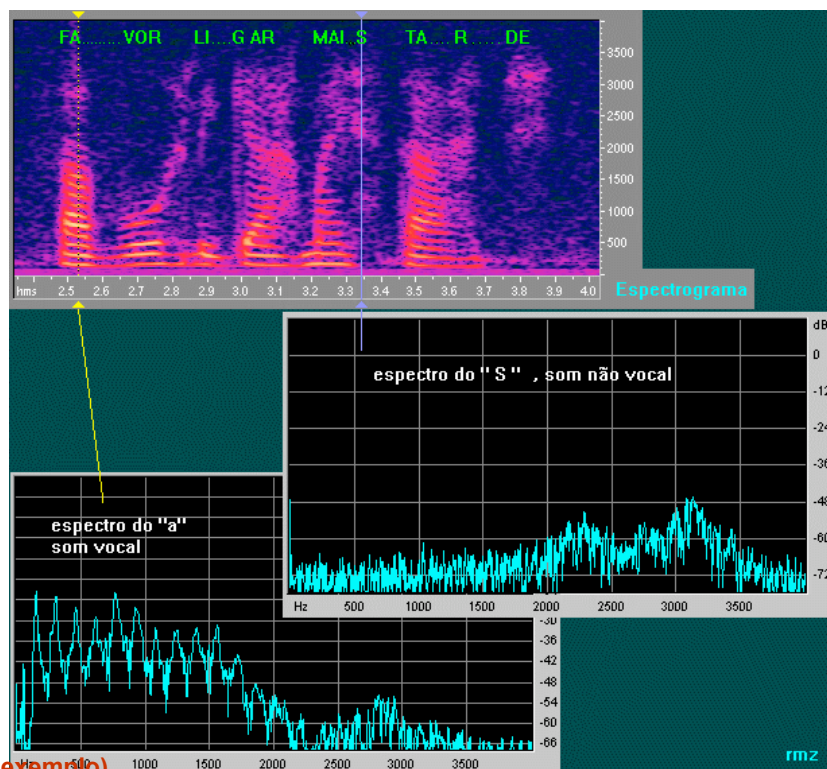 FA.........VOR LI....G AR MAI..S TA....R......DE
3500
3000
2500
2000
1500
1000
500
hms 2.5 2.6 2.7 2.8 2.9 3.0 3.1 3.2 3.3 3.4 3.5 3.6 3.7 3.8 3.9 4.0
Espectrograma
dB
0
-12
-24
-36
-48
-60
-72
espectro do " S " , som não vocal
Hz 500 1000 1500 2000 2500 3000 3500
espectro do "a"
som vocal
-30
-36
-42
-48
-54
-60
-66
1000 1500 2000 2500 3000 3500
exemplo)
rmz